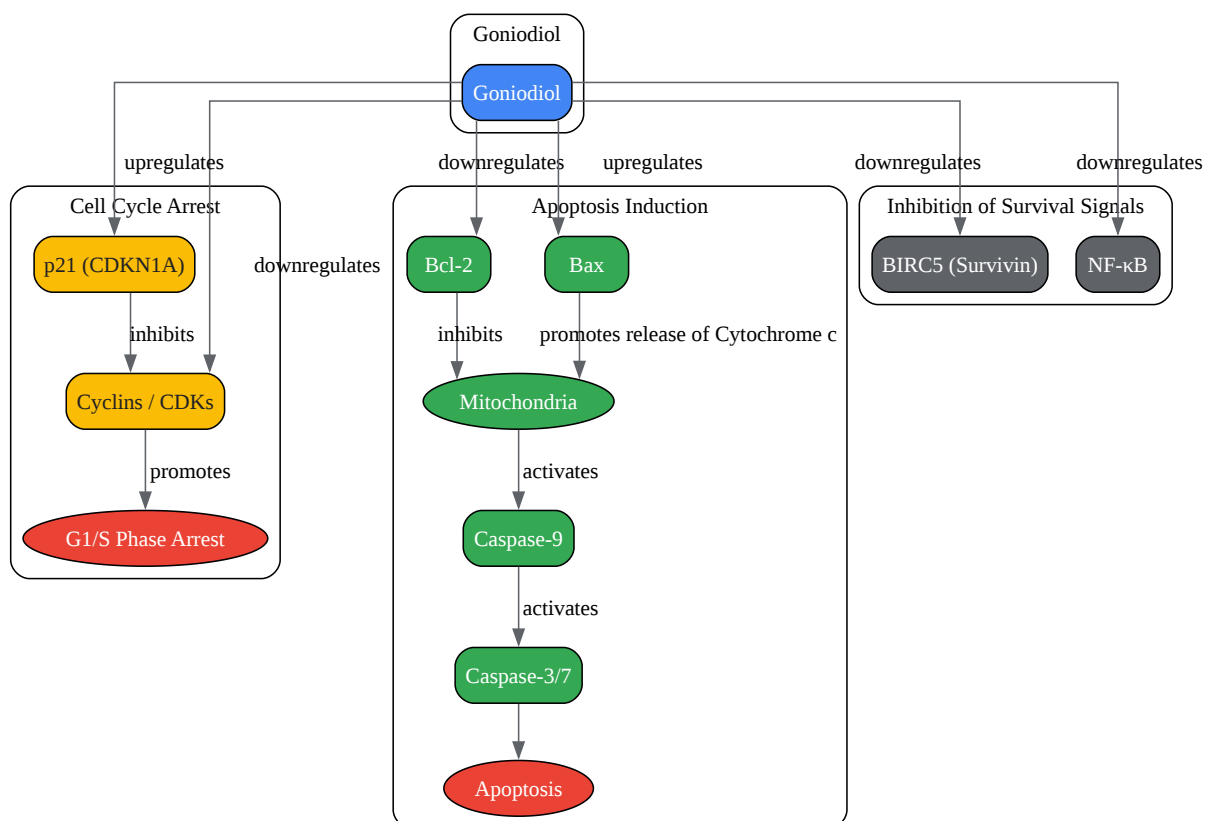 Goniodiol
Goniodiol
upregulates
downregulates
upregulates
downregulates
downregulates
Cell Cycle Arrest
Apoptosis Induction
Inhibition of Survival Signals
p21 (CDKN1A)
downregulates
Bcl-2
Bax
BIRC5 (Survivin)
NF-κB
inhibits
inhibits
promotes release of Cytochrome c
Cyclins / CDKs
Mitochondria
promotes
activates
G1/S Phase Arrest
Caspase-9
activates
Caspase-3/7
Apoptosis